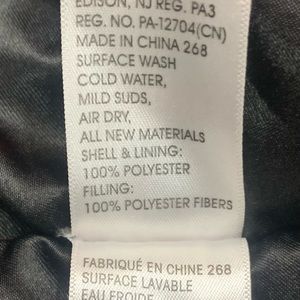 EDISON, NJ REG. PA3
REG. NO. PA-12704(CN)
MADE IN CHINA 268
SURFACE WASH
COLD WATER,
MILD SUDS,
AIR DRY,
ALL NEW MATERIALS
SHELL & LINING:
100% POLYESTER
FILLING:
100% POLYESTER FIBERS
FABRIQUÉ EN CHINE 268
SURFACE LAVABLE
EAU FROIDE